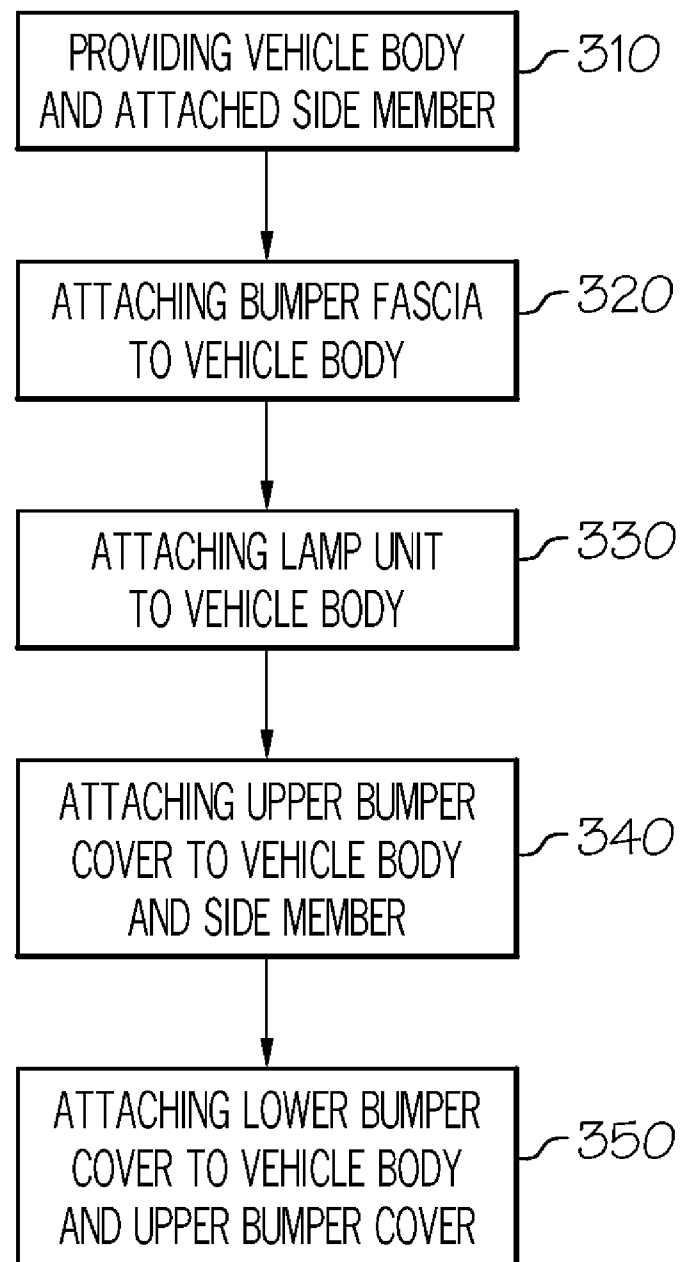 PROVIDING VEHICLE BODY
AND ATTACHED SIDE MEMBER
310
ATTACHING BUMPER FASCIA
TO VEHICLE BODY
320
ATTACHING LAMP UNIT
TO VEHICLE BODY
330
ATTACHING UPPER BUMPER
COVER TO VEHICLE BODY
AND SIDE MEMBER
340
ATTACHING LOWER BUMPER
COVER TO VEHICLE BODY
AND UPPER BUMPER COVER
350